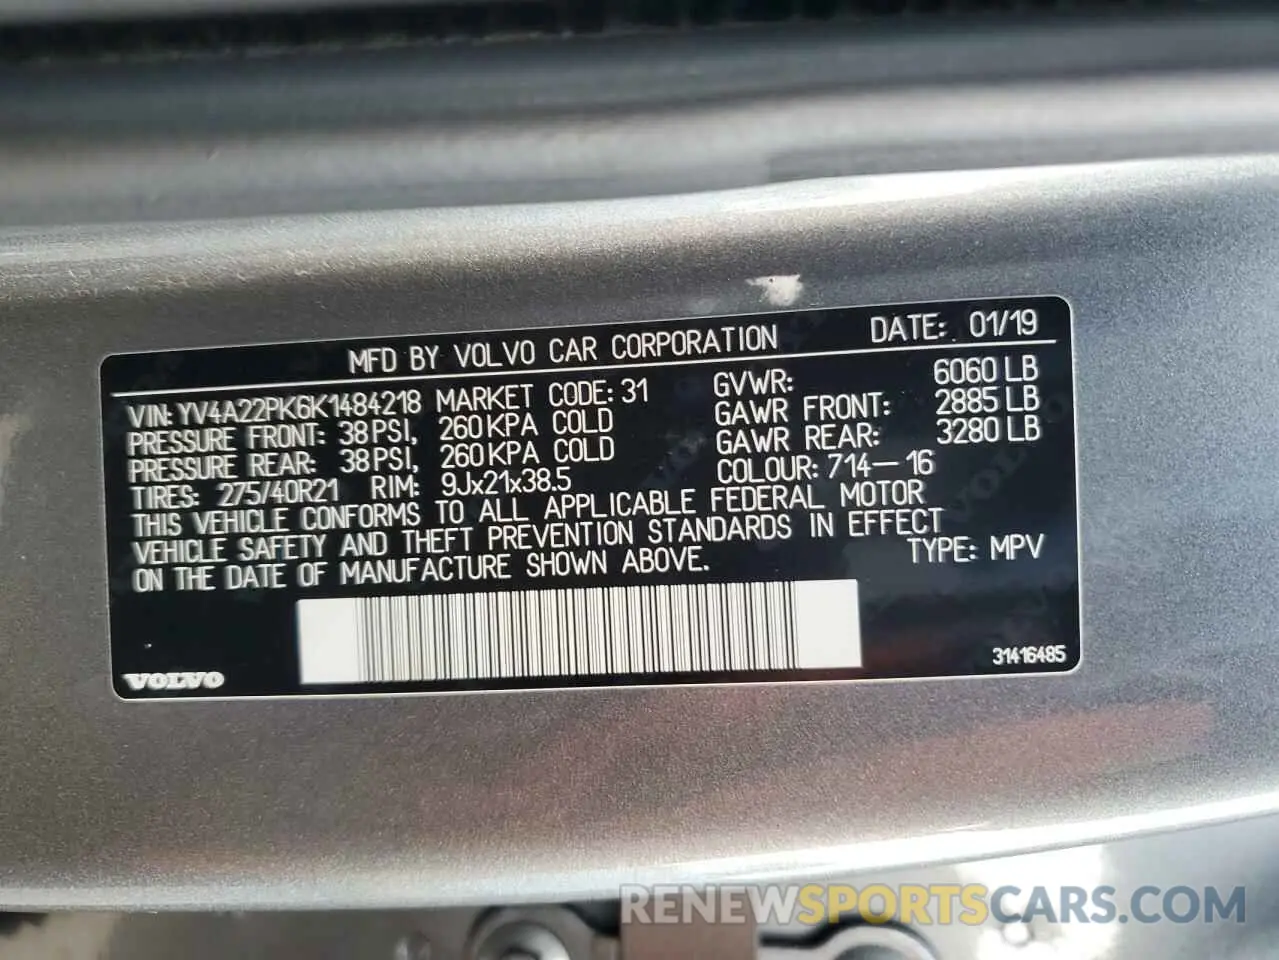 MFD BY VOLVO CAR CORPORATION DATE: 01/19
VIN: YV4A22PK6K1484218 MARKET CODE: 31 GVWR: 6060 LB
PRESSURE FRONT: 38 PSI, 260 KPA COLD GAWR FRONT: 2885 LB
PRESSURE REAR: 38 PSI, 260 KPA COLD GAWR REAR: 3280 LB
TIRES: 275/40R21 RIM: 9Jx21x38.5 COLOUR: 714-16
THIS VEHICLE CONFORMS TO ALL APPLICABLE FEDERAL MOTOR
VEHICLE SAFETY AND THEFT PREVENTION STANDARDS IN EFFECT
ON THE DATE OF MANUFACTURE SHOWN ABOVE. TYPE: MPV
VOLVO 31416485
RENEWSPORTSCARS.COM